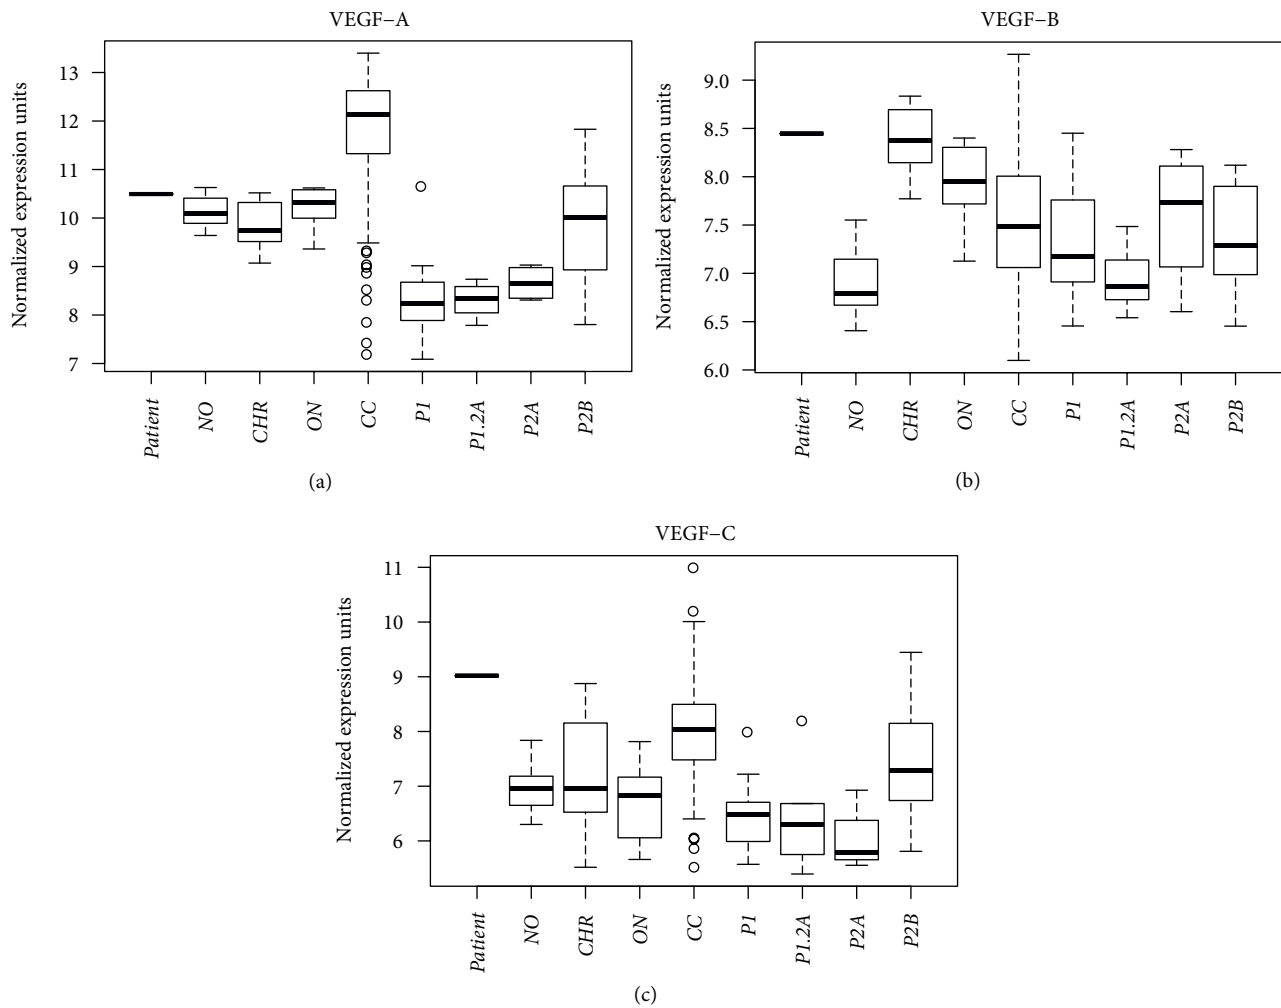 VEGF−A
Normalized expression units
13
12
11
10
9
8
7
Patient
NO
CHR
ON
CC
P1
P1.2A
P2A
P2B
(a)
VEGF−B
Normalized expression units
9.0
8.5
8.0
7.5
7.0
6.5
6.0
Patient
NO
CHR
ON
CC
P1
P1.2A
P2A
P2B
(b)
VEGF−C
Normalized expression units
11
10
9
8
7
6
Patient
NO
CHR
ON
CC
P1
P1.2A
P2A
P2B
(c)